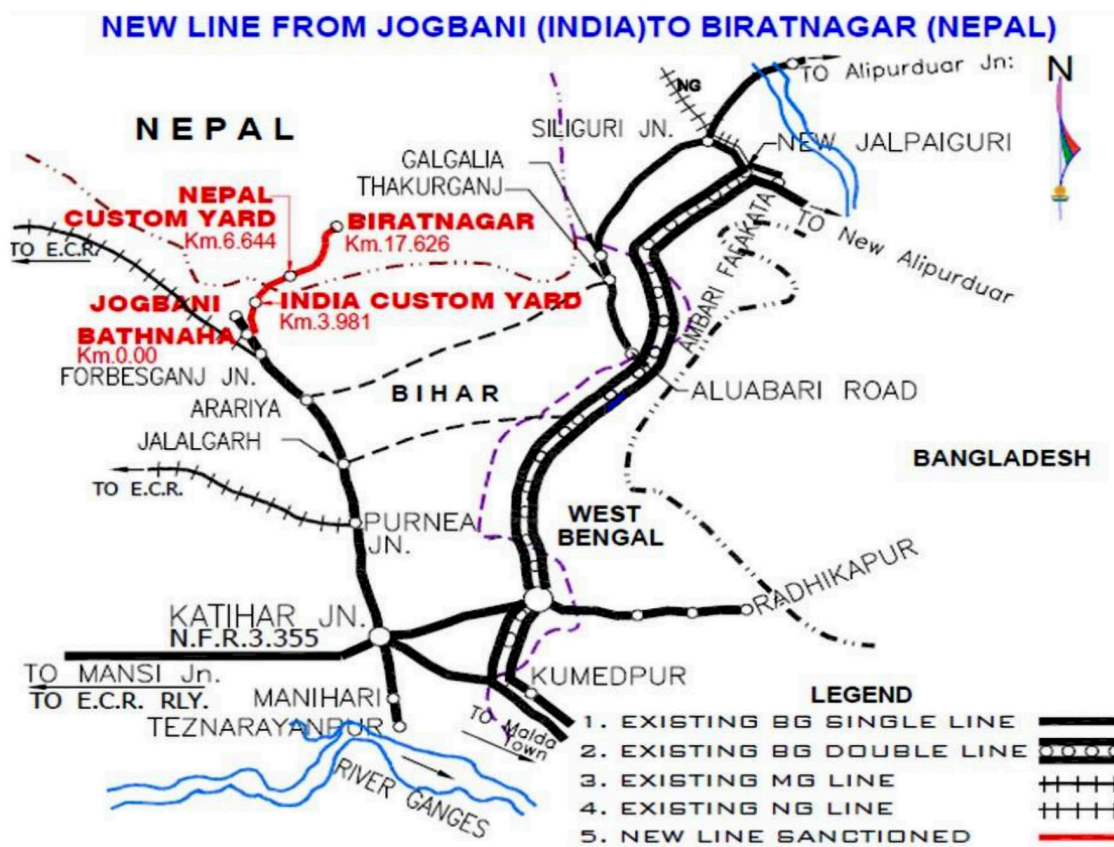 NEW LINE FROM JOGBANI (INDIA)TO BIRATNAGAR (NEPAL)
TO Alipurduar Jn:
N
NG
NEPAL
SILIGURI JN.
NEW JALPAIGURI
GALGALIA
THAKURGANJ
NEPAL
CUSTOM YARD
Km.6.644
BIRATNAGAR
Km.17.626
TO New Alipurduar
TO E.C.R.
AMBARI FALAKATA
JOGBANI
INDIA CUSTOM YARD
Km.3.981
BATHNAHA
Km.0.00
FORBESGANJ JN.
BIHAR
ALUABARI ROAD
ARARIYA
JALALGARH
BANGLADESH
TO E.C.R.
PURNEA
JN.
WEST
BENGAL
RADHIKAPUR
KATIHAR JN.
N.F.R.3.355
TO MANSI Jn.
TO E.C.R. RLY.
KUMEDPUR
MANIHARI
TEZNARAYANPUR
TO Malda
Town
RIVER GANGES
LEGEND
1. EXISTING BG SINGLE LINE
2. EXISTING BG DOUBLE LINE
3. EXISTING MG LINE
4. EXISTING NG LINE
5. NEW LINE SANCTIONED